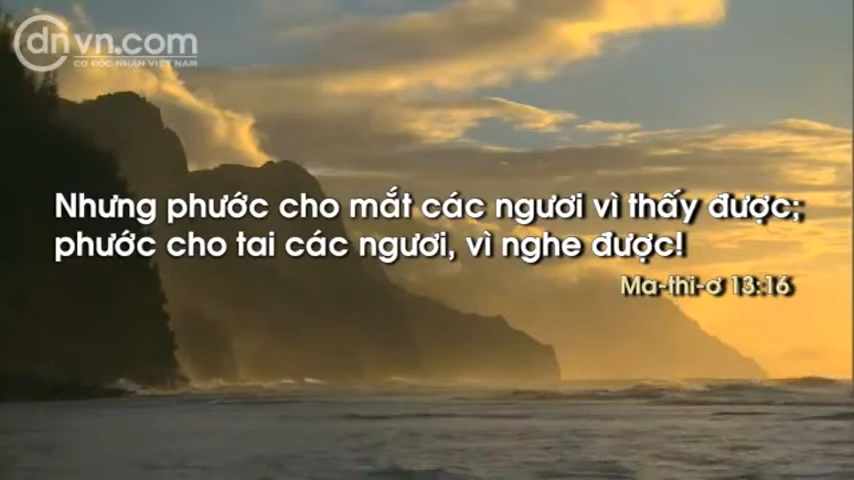 cdnvn.com
CƠ ĐỐC NHÂN VIỆT NAM
Nhưng phước cho mắt các ngươi vì thấy được;
phước cho tai các ngươi, vì nghe được!
Ma-thi-ơ 13:16